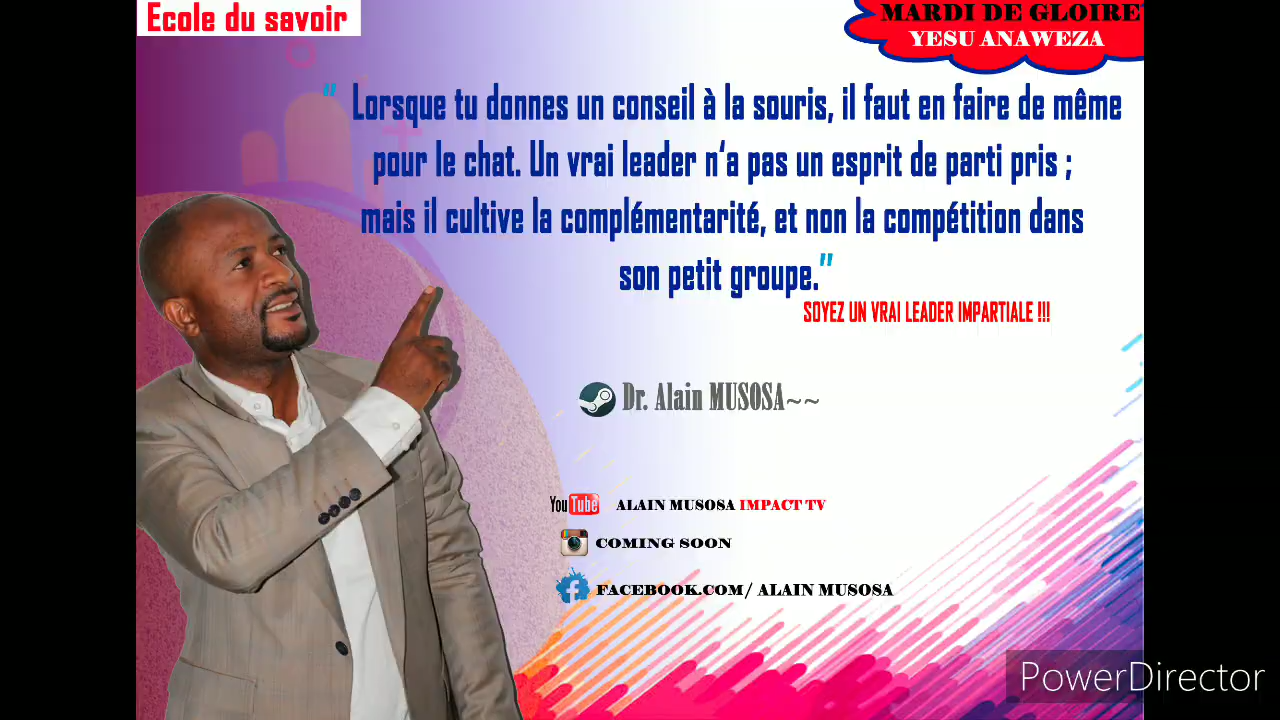 Ecole du savoir
MARDI DE GLOIRE
YESU ANAWEZA
" Lorsque tu donnes un conseil à la souris, il faut en faire de même
pour le chat. Un vrai leader n'a pas un esprit de parti pris ;
mais il cultive la complémentarité, et non la compétition dans
son petit groupe."
SOYEZ UN VRAI LEADER IMPARTIALE !!!
Dr. Alain MUSOSA~~
YouTube ALAIN MUSOSA IMPACT TV
COMING SOON
FACEBOOK.COM/ ALAIN MUSOSA
PowerDirector